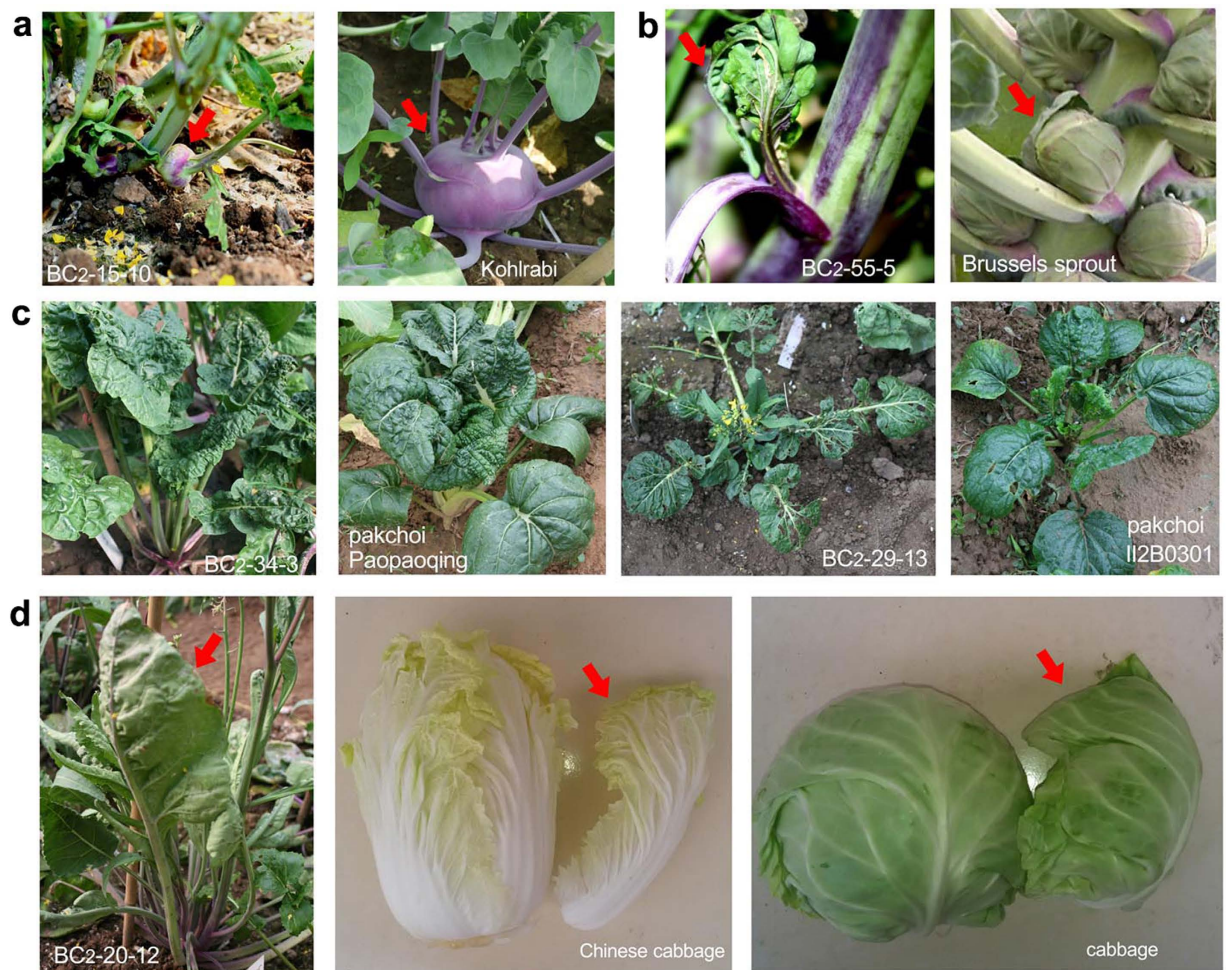 a
BC2-15-10
Kohlrabi
b
BC2-55-5
Brussels sprout
c
BC2-34-3
pakchoi
Paopaoqing
BC2-29-13
pakchoi
II2B0301
d
BC2-20-12
Chinese cabbage
cabbage